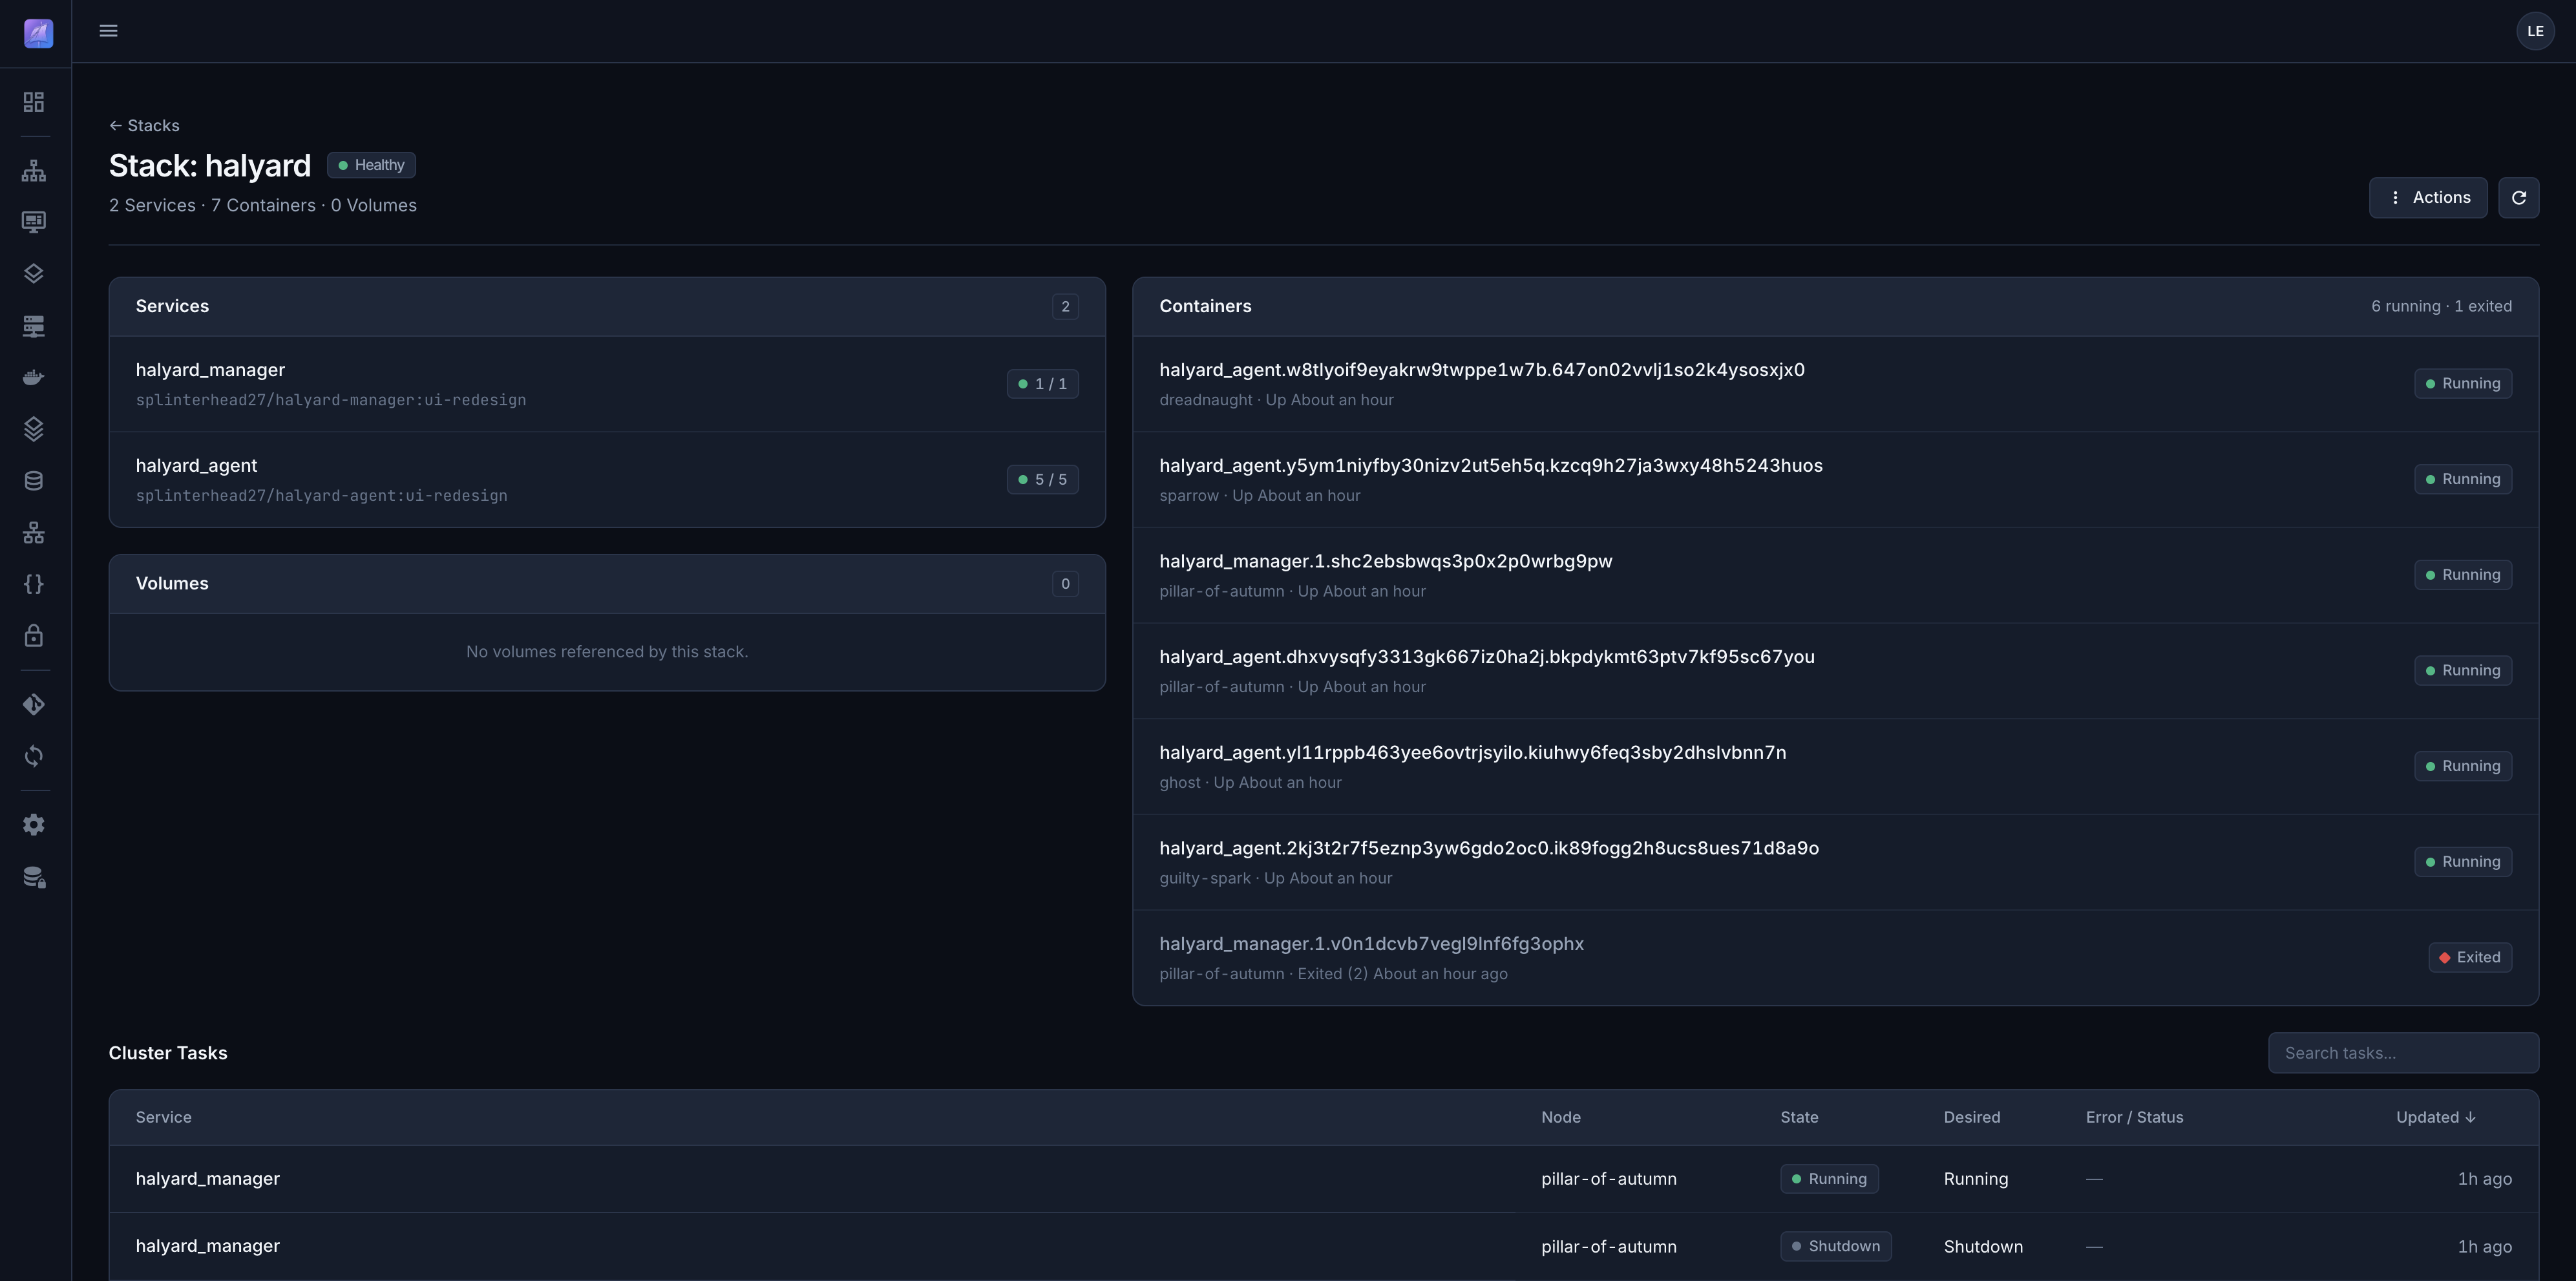 LE
← Stacks
Stack: halyard
Healthy
2 Services · 7 Containers · 0 Volumes
Actions
Services
2
halyard_manager
splinterhead27/halyard-manager:ui-redesign
1 / 1
halyard_agent
splinterhead27/halyard-agent:ui-redesign
5 / 5
Volumes
0
No volumes referenced by this stack.
Containers
6 running · 1 exited
halyard_agent.w8tlyoif9eyakrw9twppe1w7b.647on02vvlj1so2k4ysosxjx0
dreadnaught · Up About an hour
Running
halyard_agent.y5ym1niyfby30nizv2ut5eh5q.kzcq9h27ja3wxy48h5243huos
sparrow · Up About an hour
Running
halyard_manager.1.shc2ebsbwqs3p0x2p0wrbg9pw
pillar-of-autumn · Up About an hour
Running
halyard_agent.dhxvysqfy3313gk667iz0ha2j.bkpdykmt63ptv7kf95sc67you
pillar-of-autumn · Up About an hour
Running
halyard_agent.yl11rppb463yee6ovtrjsyilo.kiuhwy6feq3sby2dhslvbnn7n
ghost · Up About an hour
Running
halyard_agent.2kj3t2r7f5eznp3yw6gdo2oc0.ik89fogg2h8ucs8ues71d8a9o
guilty-spark · Up About an hour
Running
halyard_manager.1.v0n1dcvb7vegl9lnf6fg3ophx
pillar-of-autumn · Exited (2) About an hour ago
Exited
Cluster Tasks
Search tasks...
Service Node State Desired Error / Status Updated ↓
halyard_manager pillar-of-autumn Running Running — 1h ago
halyard_manager pillar-of-autumn Shutdown Shutdown — 1h ago